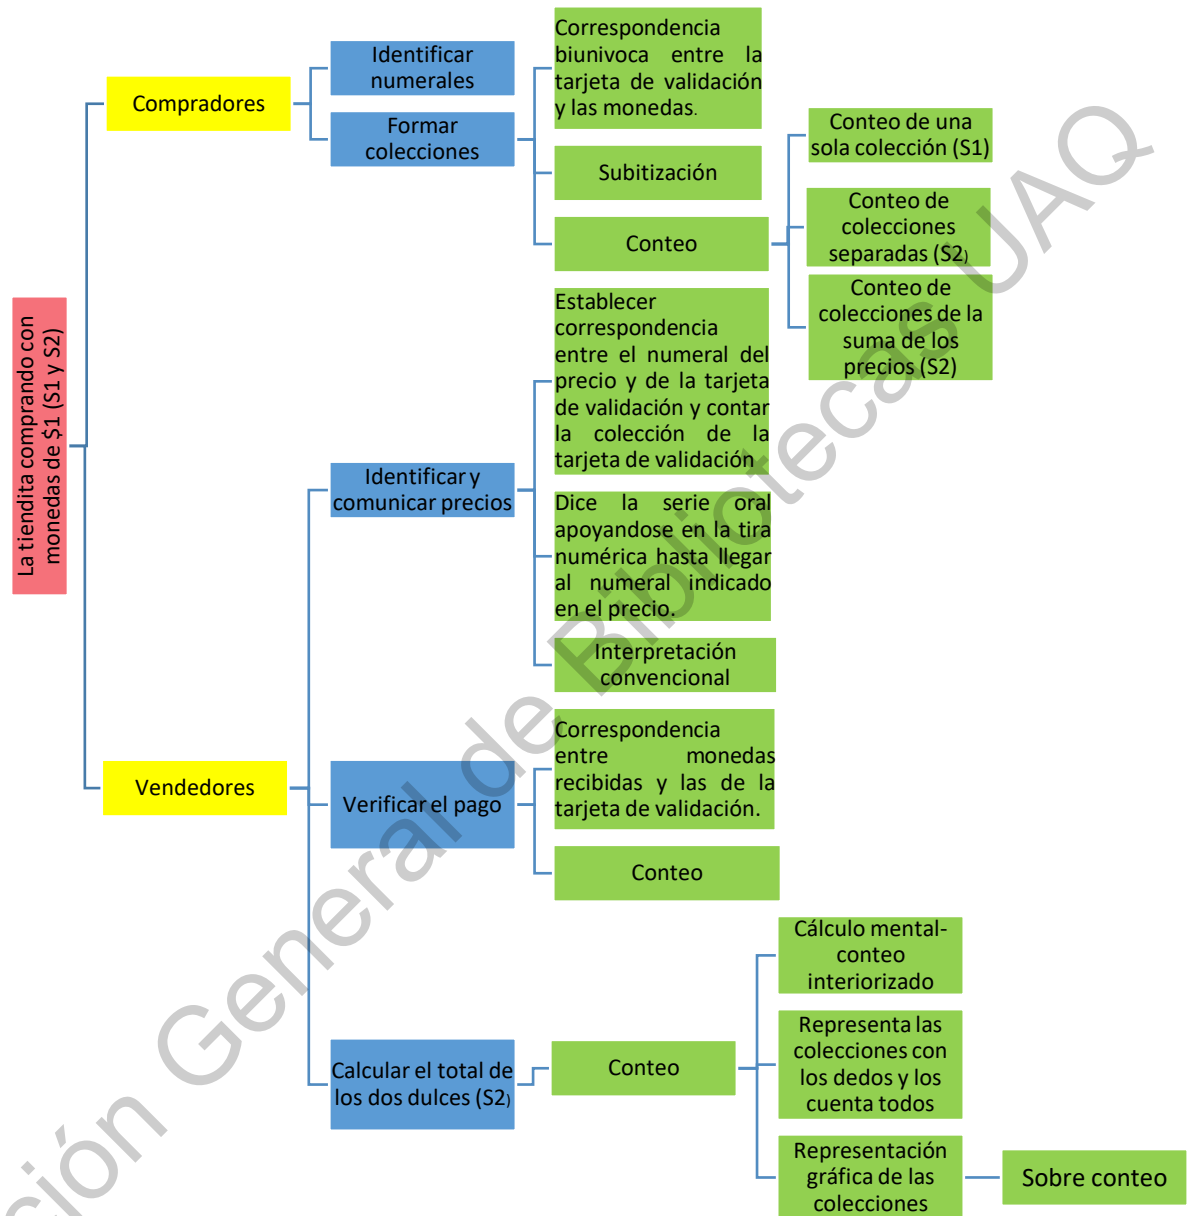 La tiendita comprando con
monedas de $1 (S1 y S2)
Compradores
Identificar
numerales
Formar
colecciones
Correspondencia
biunivoca entre la
tarjeta de validación
y las monedas.
Subitización
Conteo
Conteo de una
sola colección (S1)
Conteo de
colecciones
separadas (S2)
Conteo de
colecciones de la
suma de los
precios (S2)
Vendedores
Identificar y
comunicar precios
Establecer
correspondencia
entre el numeral del
precio y de la tarjeta
de validación y contar
la colección de la
tarjeta de validación
Dice la serie oral
apoyandose en la tira
numérica hasta llegar
al numeral indicado
en el precio.
Interpretación
convencional
Verificar el pago
Correspondencia
entre monedas
recibidas y las de la
tarjeta de validación.
Conteo
Calcular el total de
los dos dulces (S2)
Conteo
Cálculo mental-
conteo
interiorizado
Representa las
colecciones con
los dedos y los
cuenta todos
Representación
gráfica de las
colecciones
Sobre conteo
ción General de Bibliotecas UAQ